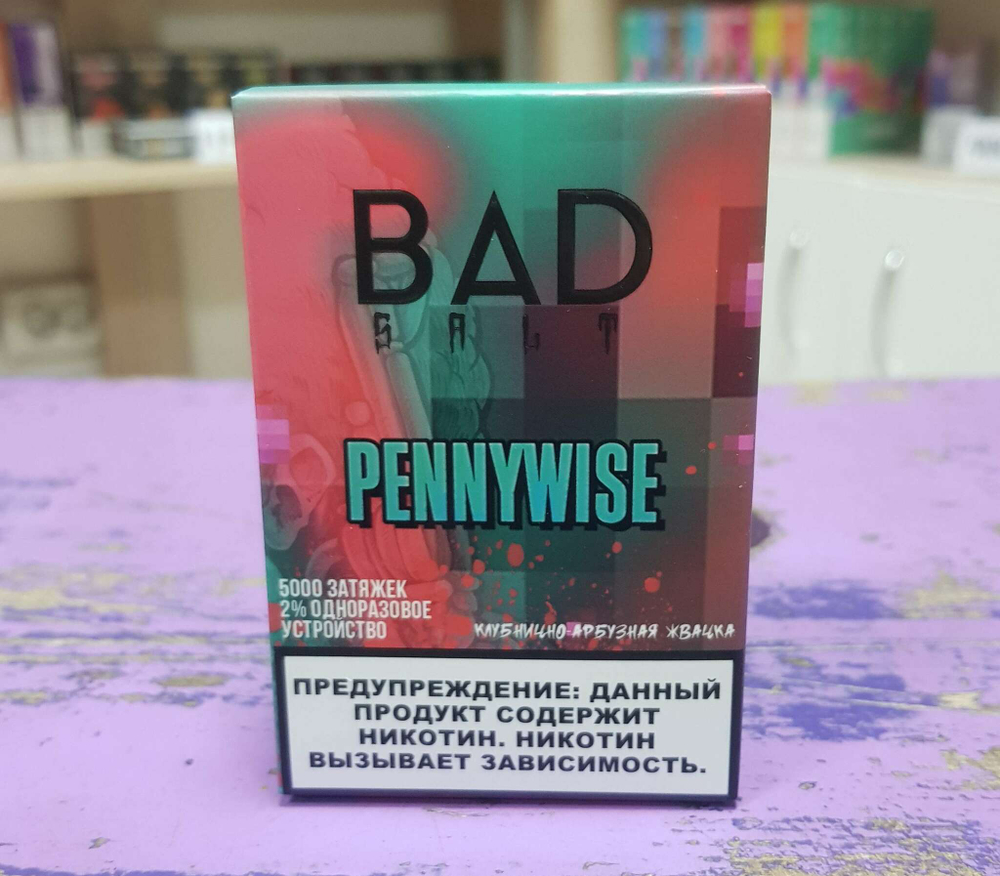 BAD
SALT
PENNYWISE
5000 ЗАТЯЖЕК
2% ОДНОРАЗОВОЕ
УСТРОЙСТВО
КЛУБНИЧНО-АРБУЗНАЯ ЖВАЧКА
ПРЕДУПРЕЖДЕНИЕ: ДАННЫЙ
ПРОДУКТ СОДЕРЖИТ
НИКОТИН. НИКОТИН
ВЫЗЫВАЕТ ЗАВИСИМОСТЬ.